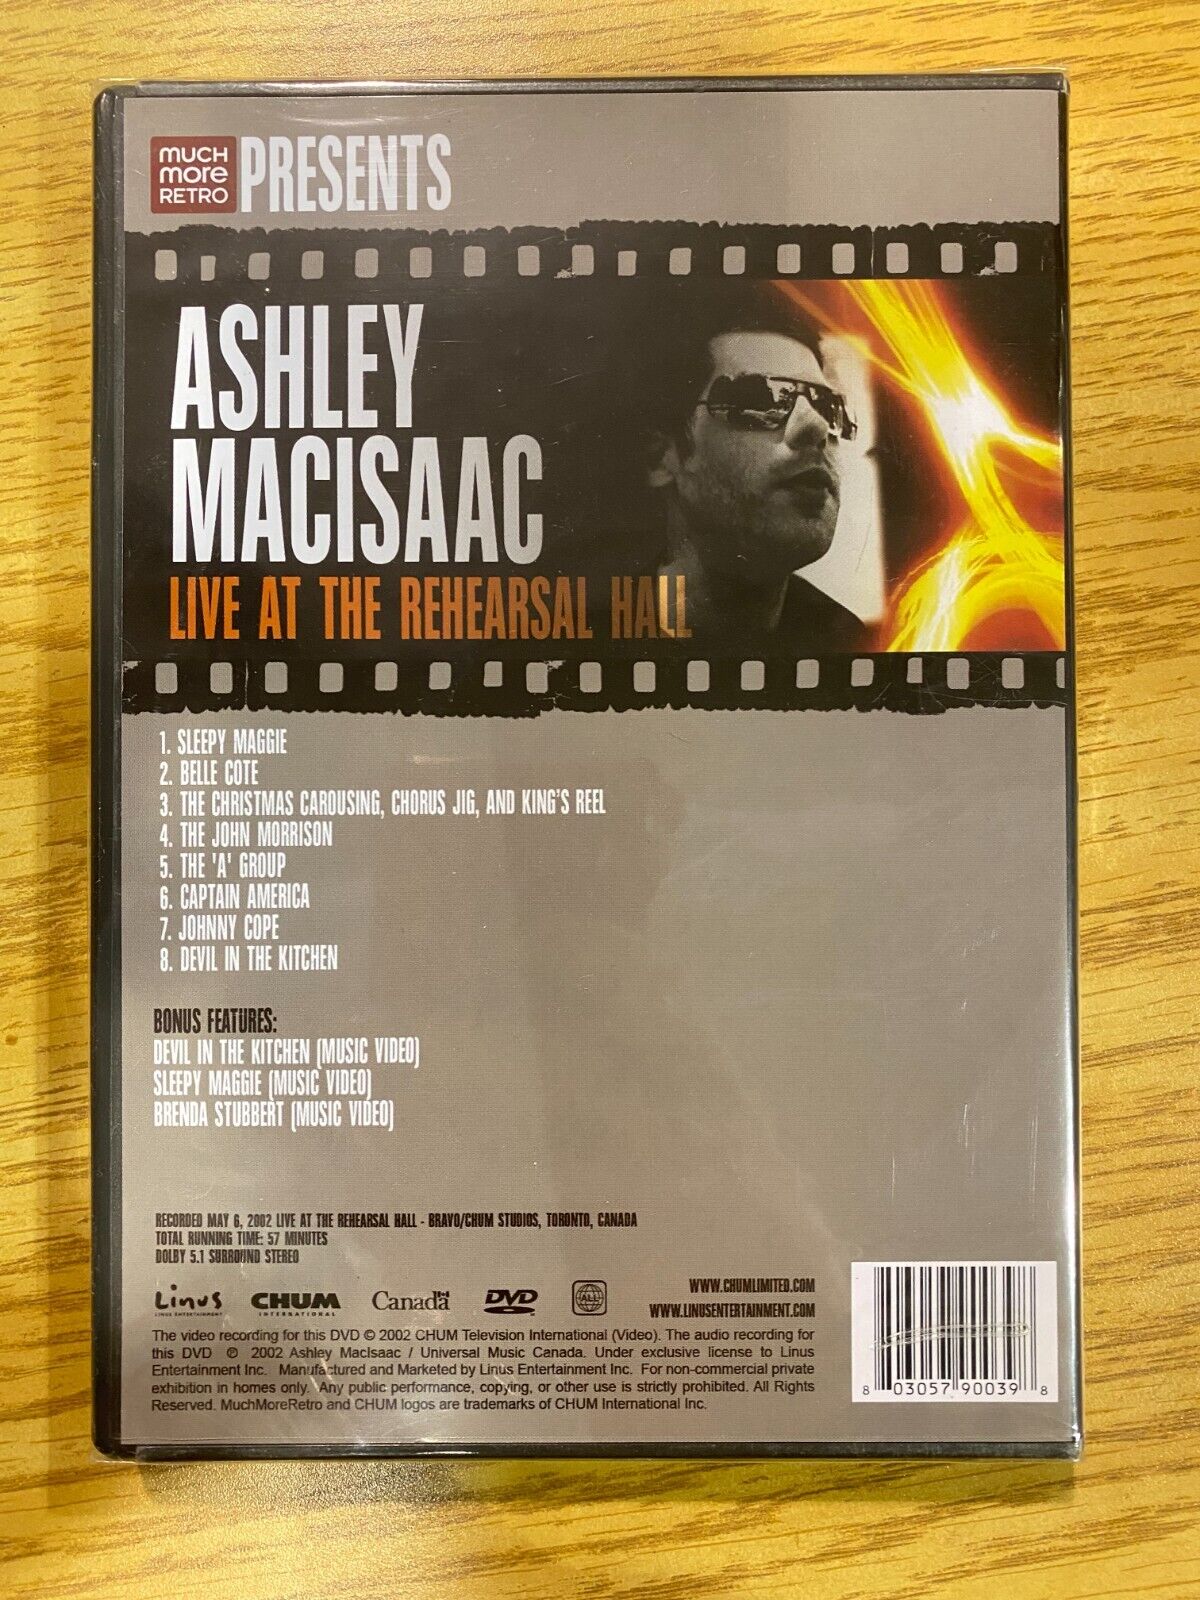 MUCH
MORE
RETRO
PRESENTS
ASHLEY
MACISAAC
LIVE AT THE REHEARSAL HALL
1. SLEEPY MAGGIE
2. BELLE COTE
3. THE CHRISTMAS CAROUSING, CHORUS JIG, AND KING'S REEL
4. THE JOHN MORRISON
5. THE 'A' GROUP
6. CAPTAIN AMERICA
7. JOHNNY COPE
8. DEVIL IN THE KITCHEN
BONUS FEATURES:
DEVIL IN THE KITCHEN (MUSIC VIDEO)
SLEEPY MAGGIE (MUSIC VIDEO)
BRENDA STUBBERT (MUSIC VIDEO)
RECORDED MAY 6, 2002 LIVE AT THE REHEARSAL HALL - BRAVO/CHUM STUDIOS, TORONTO, CANADA
TOTAL RUNNING TIME: 57 MINUTES
DOLBY 5.1 SURROUND STEREO
Linus
LINUS ENTERTAINMENT
CHUM
INTERNATIONAL
Canada
DVD
VIDEO
ALL
WWW.CHUMLIMITED.COM
WWW.LINUSENTERTAINMENT.COM
The video recording for this DVD © 2002 CHUM Television International (Video). The audio recording for
this DVD ℗ 2002 Ashley MacIsaac / Universal Music Canada. Under exclusive license to Linus
Entertainment Inc. Manufactured and Marketed by Linus Entertainment Inc. For non-commercial private
exhibition in homes only. Any public performance, copying, or other use is strictly prohibited. All Rights
Reserved. MuchMoreRetro and CHUM logos are trademarks of CHUM International Inc.
8 03057 90039 8